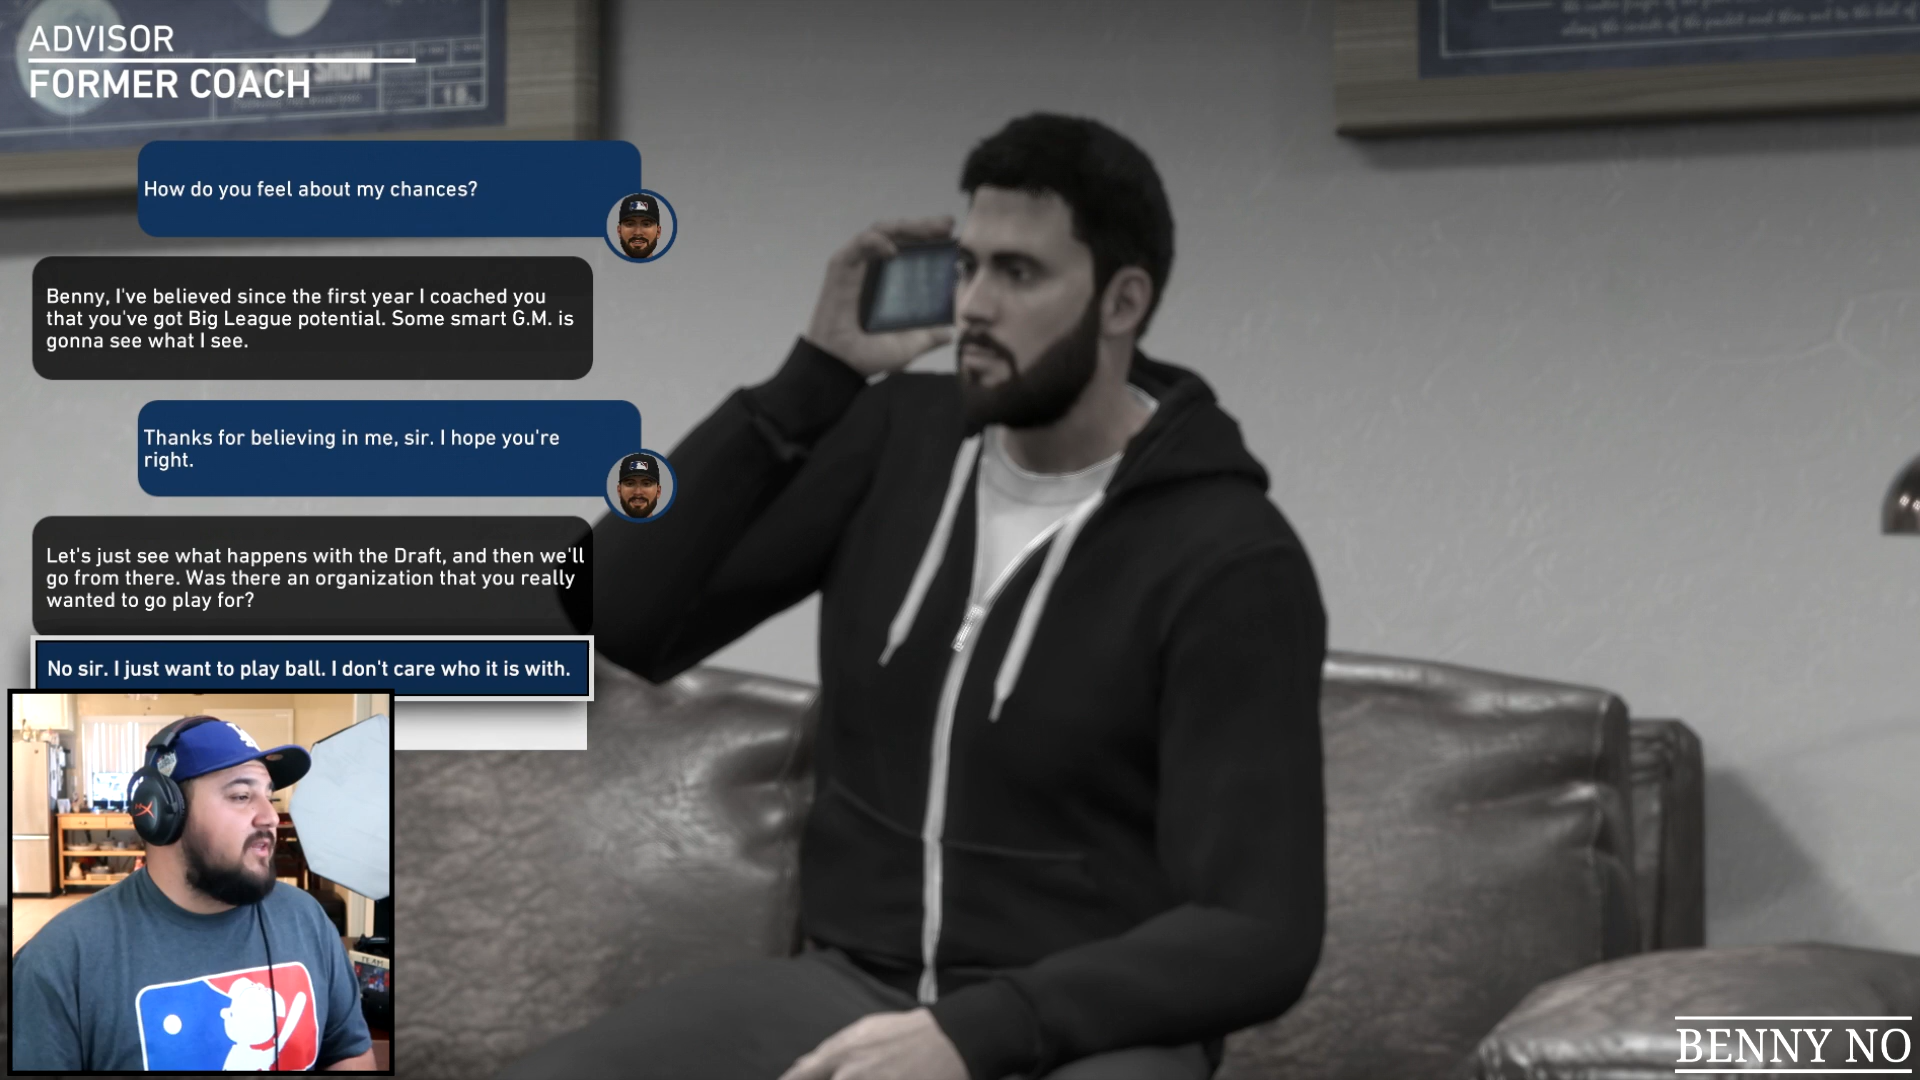 ADVISOR
FORMER COACH
How do you feel about my chances?
Benny, I've believed since the first year I coached you
that you've got Big League potential. Some smart G.M. is
gonna see what I see.
Thanks for believing in me, sir. I hope you're
right.
Let's just see what happens with the Draft, and then we'll
go from there. Was there an organization that you really
wanted to go play for?
No sir. I just want to play ball. I don't care who it is with.
BENNY NO